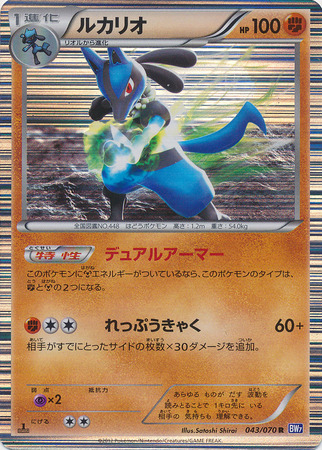 1進化
ルカリオ
HP100
リオルから進化
全国図鑑NO.448 はどうポケモン 高さ:1.2m 重さ:54.0kg
とくせい
特性 デュアルアーマー
このポケモンにエネルギーがついているなら、このポケモンのタイプは、
との2つになる。
れっぷうきゃく 60+
相手がすでにとったサイドの枚数×30ダメージを追加。
弱点 抵抗力
×2
にげる
あらゆる ものが だす 波動を
読みとることで 1キロ先に いる
相手の 気持ちも 理解できる。
Illus.Satoshi Shirai
043/070 R BW7
©2012 Pokémon/Nintendo/Creatures/GAME FREAK.